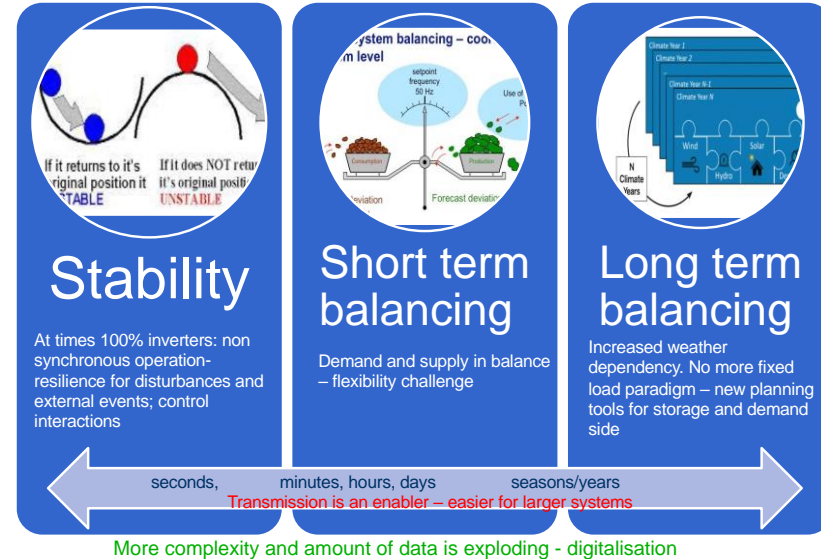 If it returns to it's
original position it
STABLE
If it does NOT retur
it's original positi
UNSTABLE
Stability
At times 100% inverters: non
synchronous operation-
resilience for disturbances and
external events; control
interactions
ystem balancing – coo
m level
setpoint
frequency
50 Hz
Use of
Po
Consumption
Production
eviation
Forecast deviatio
Short term
balancing
Demand and supply in balance
– flexibility challenge
Climate Year 1
Climate Year 2
Climate Year N-1
Climate Year N
Wind
Solar
Hydro
De
N
Climate
Years
Long term
balancing
Increased weather
dependency. No more fixed
load paradigm – new planning
tools for storage and demand
side
seconds, minutes, hours, days seasons/years
Transmission is an enabler – easier for larger systems
More complexity and amount of data is exploding - digitalisation